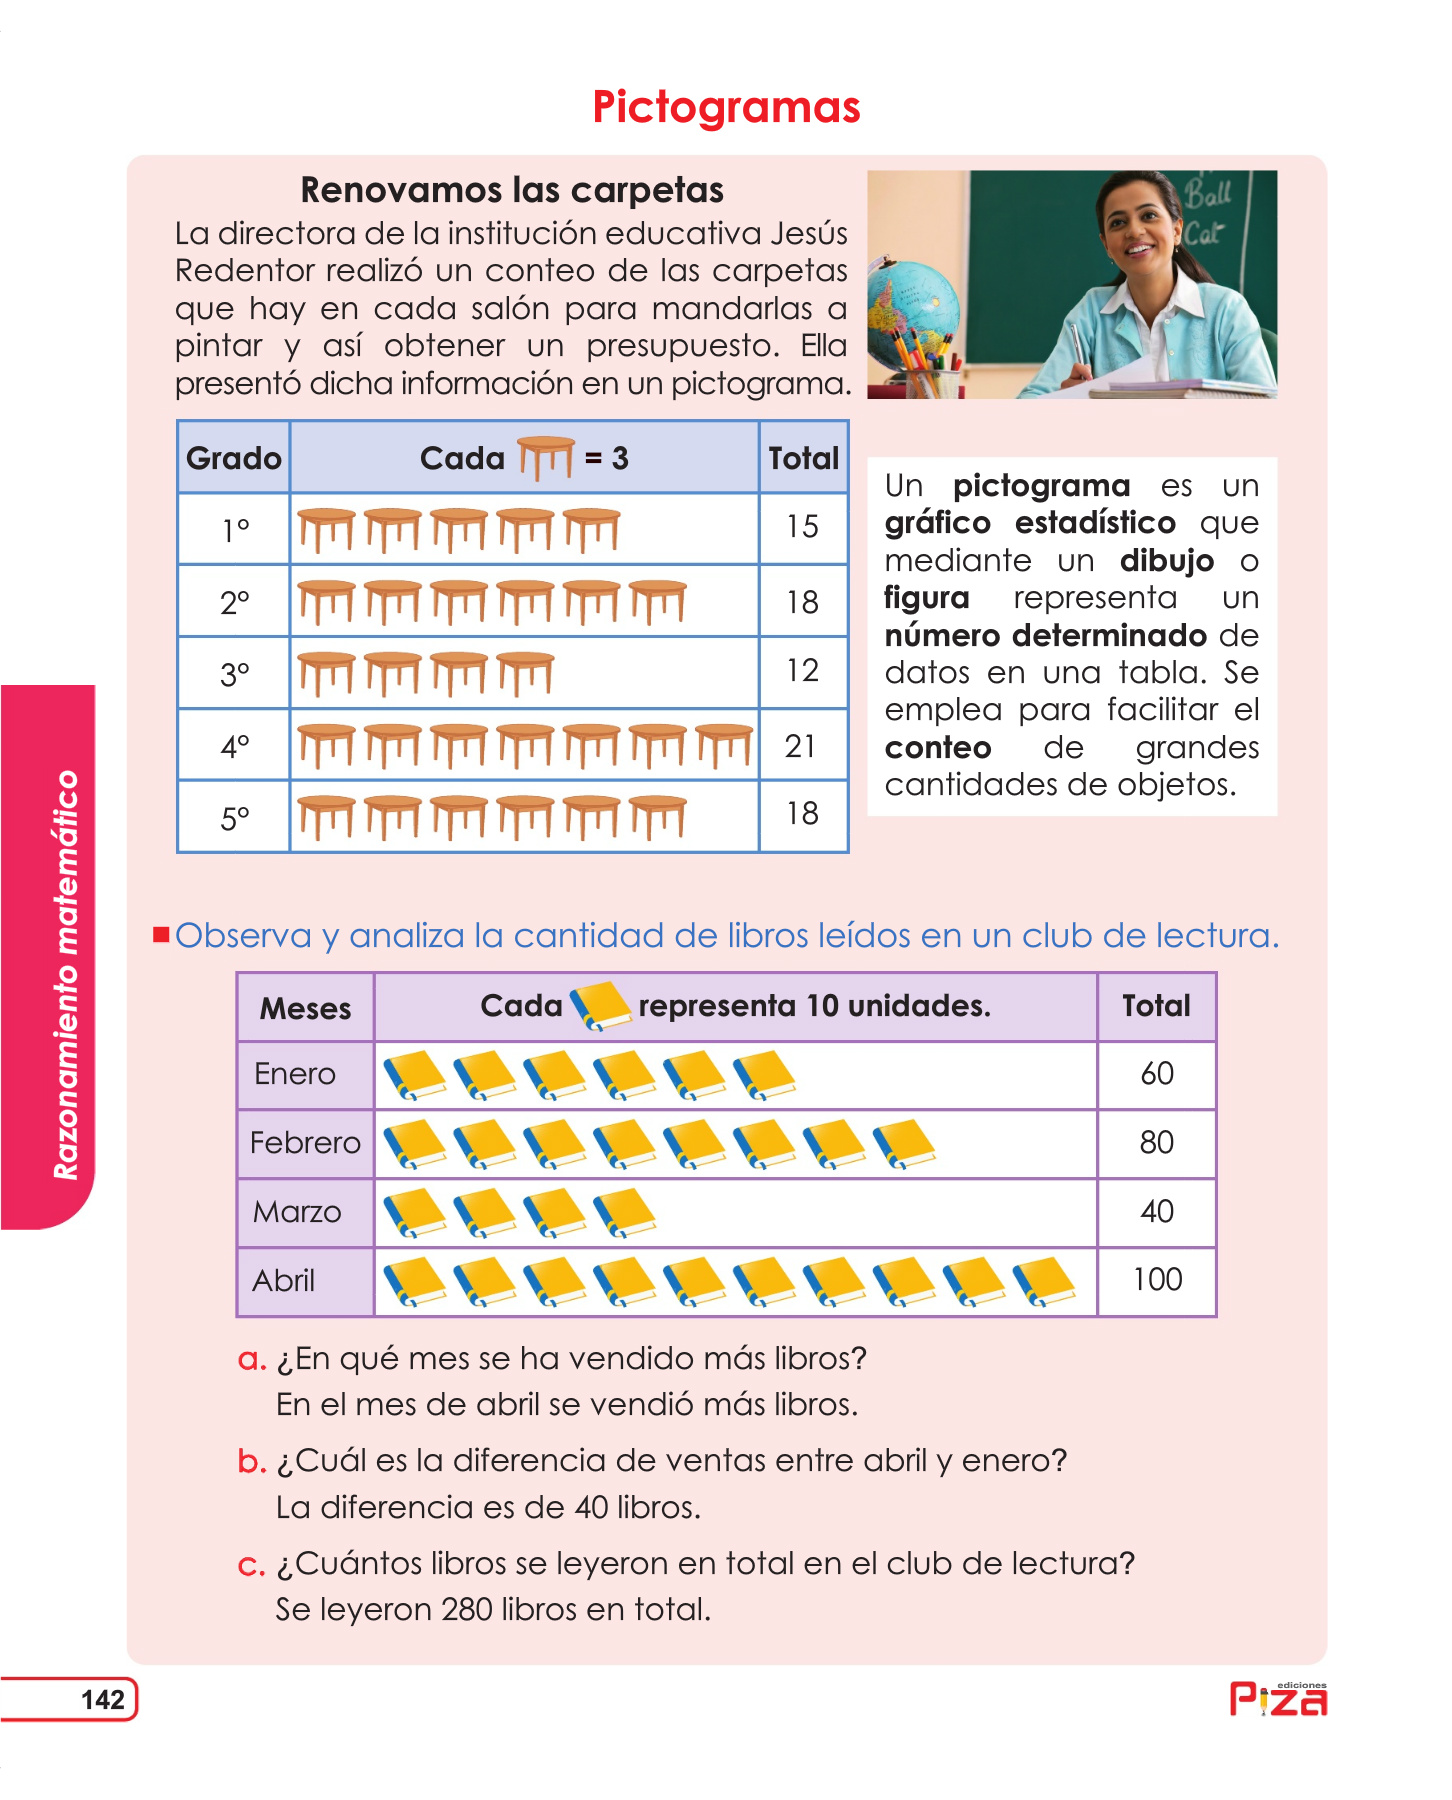 Pictogramas
Renovamos las carpetas
La directora de la institución educativa Jesús
Redentor realizó un conteo de las carpetas
que hay en cada salón para mandarlas a
pintar y así obtener un presupuesto. Ella
presentó dicha información en un pictograma.
Ball
Cat
Grado Cada = 3 Total
1° 15
2° 18
3° 12
4° 21
5° 18
Un pictograma es un
gráfico estadístico que
mediante un dibujo o
figura representa un
número determinado de
datos en una tabla. Se
emplea para facilitar el
conteo de grandes
cantidades de objetos.
Razonamiento matemático
Observa y analiza la cantidad de libros leídos en un club de lectura.
Meses Cada representa 10 unidades. Total
Enero 60
Febrero 80
Marzo 40
Abril 100
a. ¿En qué mes se ha vendido más libros?
En el mes de abril se vendió más libros.
b. ¿Cuál es la diferencia de ventas entre abril y enero?
La diferencia es de 40 libros.
c. ¿Cuántos libros se leyeron en total en el club de lectura?
Se leyeron 280 libros en total.
142
ediciones
Piza